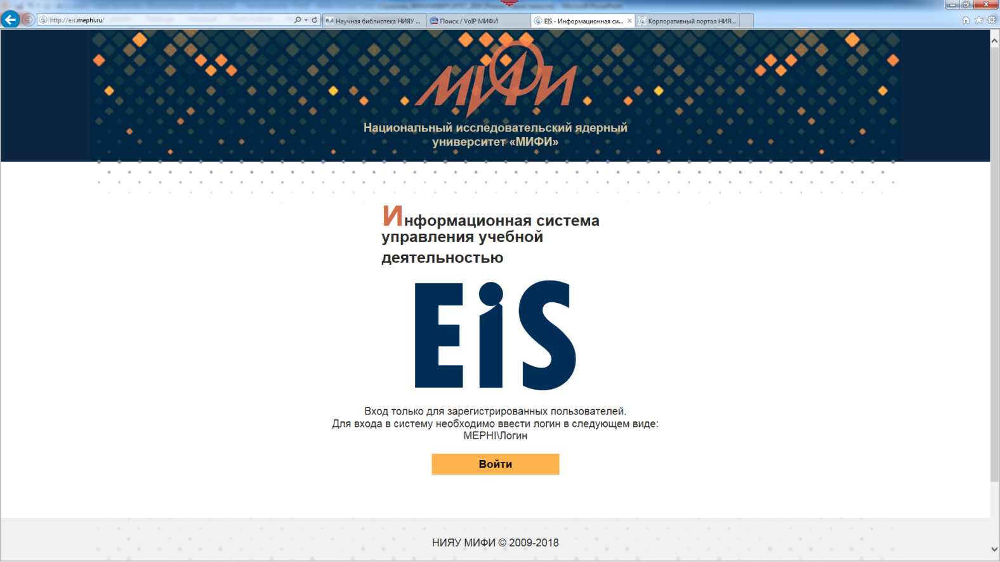 http://eis.mephi.ru/
Научная библиотека НИЯУ ...
Поиск / VoIP МИФИ
EIS - Информационная си...
Корпоративный портал НИЯ...
МИФИ
Национальный исследовательский ядерный
университет «МИФИ»
Информационная система
управления учебной
деятельностью
EiS
Вход только для зарегистрированных пользователей.
Для входа в систему необходимо ввести логин в следующем виде:
MEPHI\Логин
Войти
НИЯУ МИФИ © 2009-2018